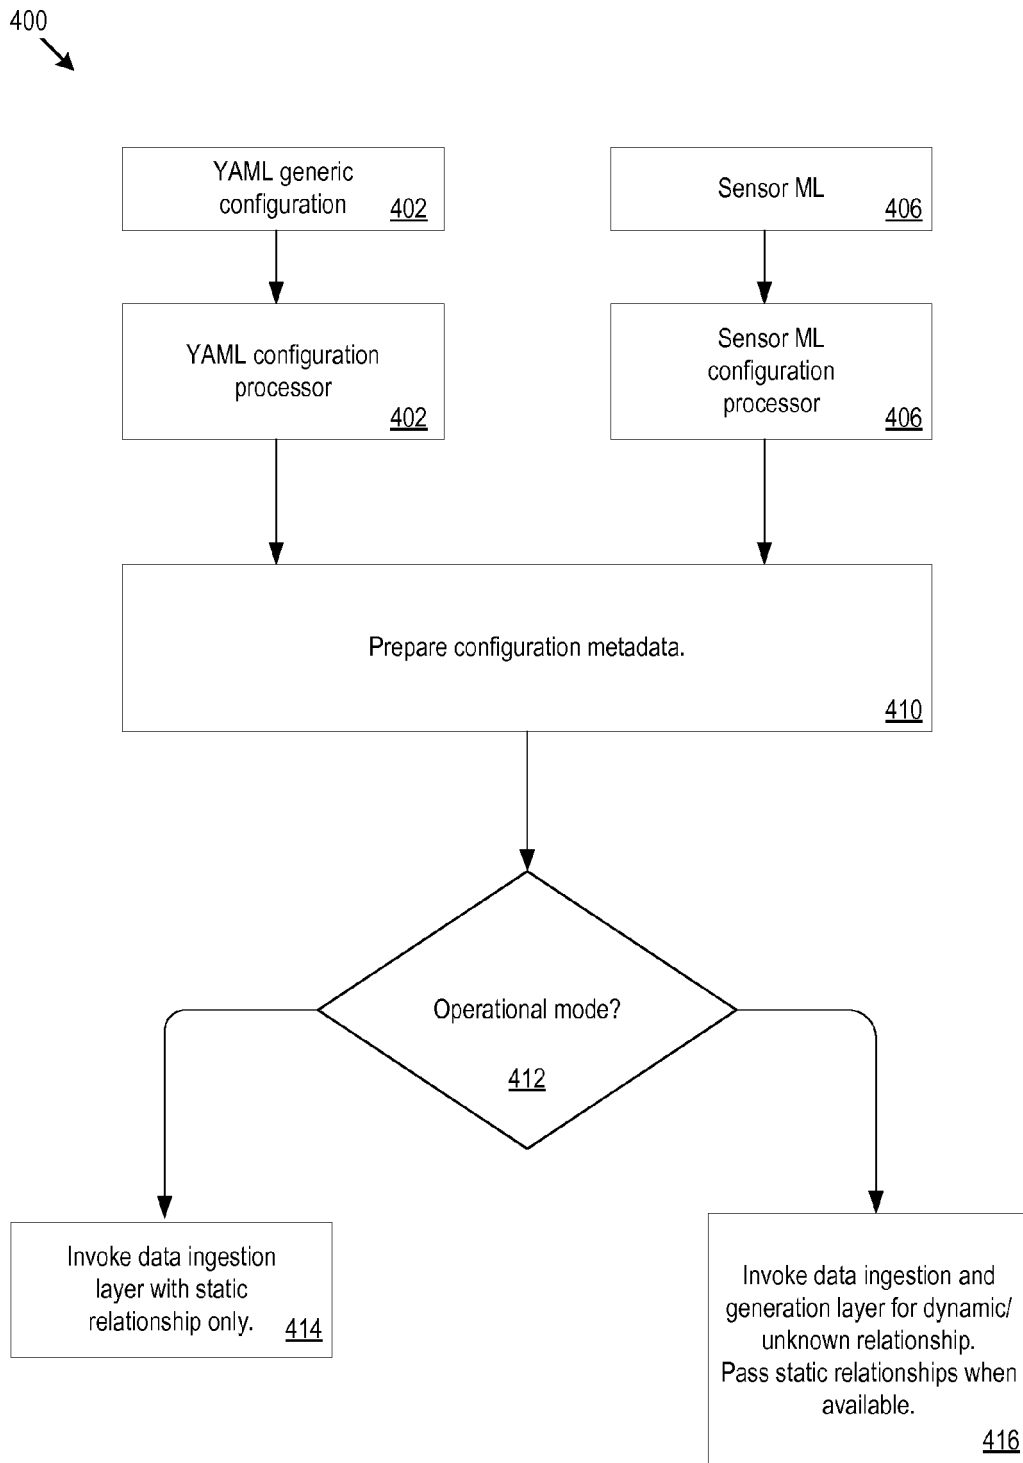 400
YAML generic
configuration
402
Sensor ML
406
YAML configuration
processor
402
Sensor ML
configuration
processor
406
Prepare configuration metadata.
410
Operational mode?
412
Invoke data ingestion
layer with static
relationship only.
414
Invoke data ingestion and
generation layer for dynamic/
unknown relationship.
Pass static relationships when
available.
416